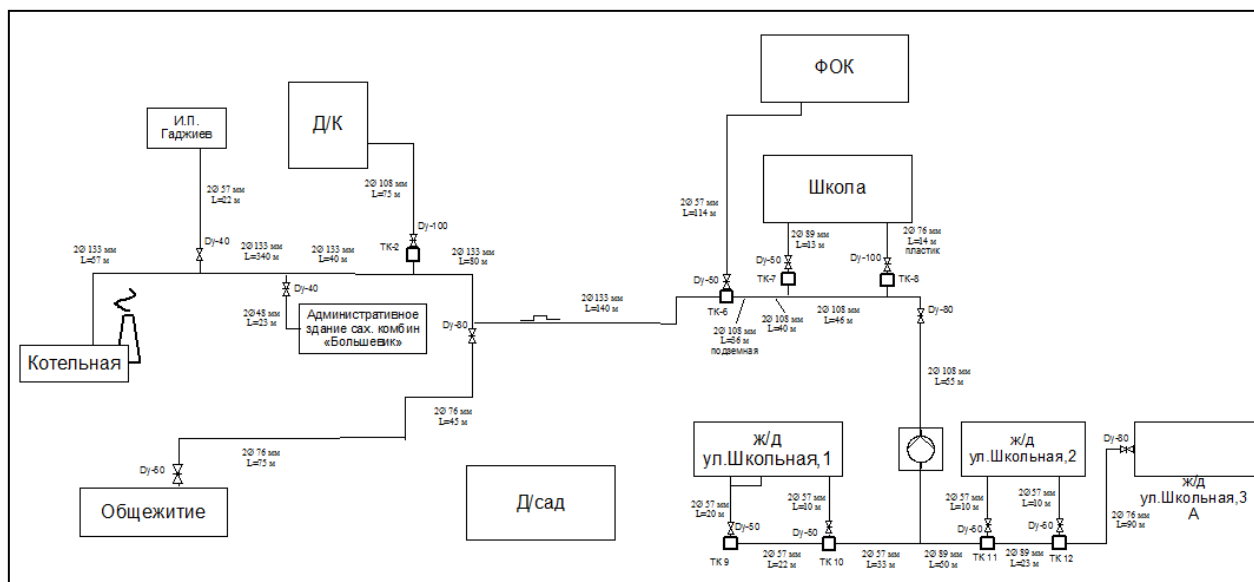 ФОК
И.П.
Гаджиев
Д/К
Школа
2Ø 57 мм
L=22 м
2Ø 108 мм
L=75 м
2Ø 57 мм
L=114 м
2Ø 89 мм
L=13 м
2Ø 76 мм
L=14 м
пластик
Dy-40
Dy-100
ТК-2
2Ø 133 мм
L=67 м
2Ø 133 мм
L=340 м
2Ø 133 мм
L=40 м
2Ø 133 мм
L=80 м
Dy-50
Dy-50
Dy-100
ТК-7
ТК-8
Dy-40
2Ø 48 мм
L=23 м
Административное
здание сах. комбин
«Большевик»
Dy-80
2Ø 133 мм
L=140 м
ТК-6
2Ø 108 мм
L=36 м
подземная
2Ø 108 мм
L=40 м
2Ø 108 мм
L=46 м
Dy-80
Котельная
2Ø 108 мм
L=55 м
2Ø 76 мм
L=45 м
2Ø 76 мм
L=75 м
Dy-60
Общежитие
Д/сад
ж/д
ул.Школьная,1
ж/д
ул.Школьная,2
Dy-80
ж/д
ул.Школьная,3
А
2Ø 57
L=20 м
2Ø 57
L=10 м
2Ø 57
L=10 м
2Ø 57
L=10 м
2Ø 76 мм
L=90 м
Dy-50
Dy-50
Dy-60
Dy-60
ТК 9
2Ø 57 мм
L=22 м
ТК 10
2Ø 57 мм
L=33 м
2Ø 89 мм
L=50 м
ТК 11
2Ø 89 мм
L=23 м
ТК 12